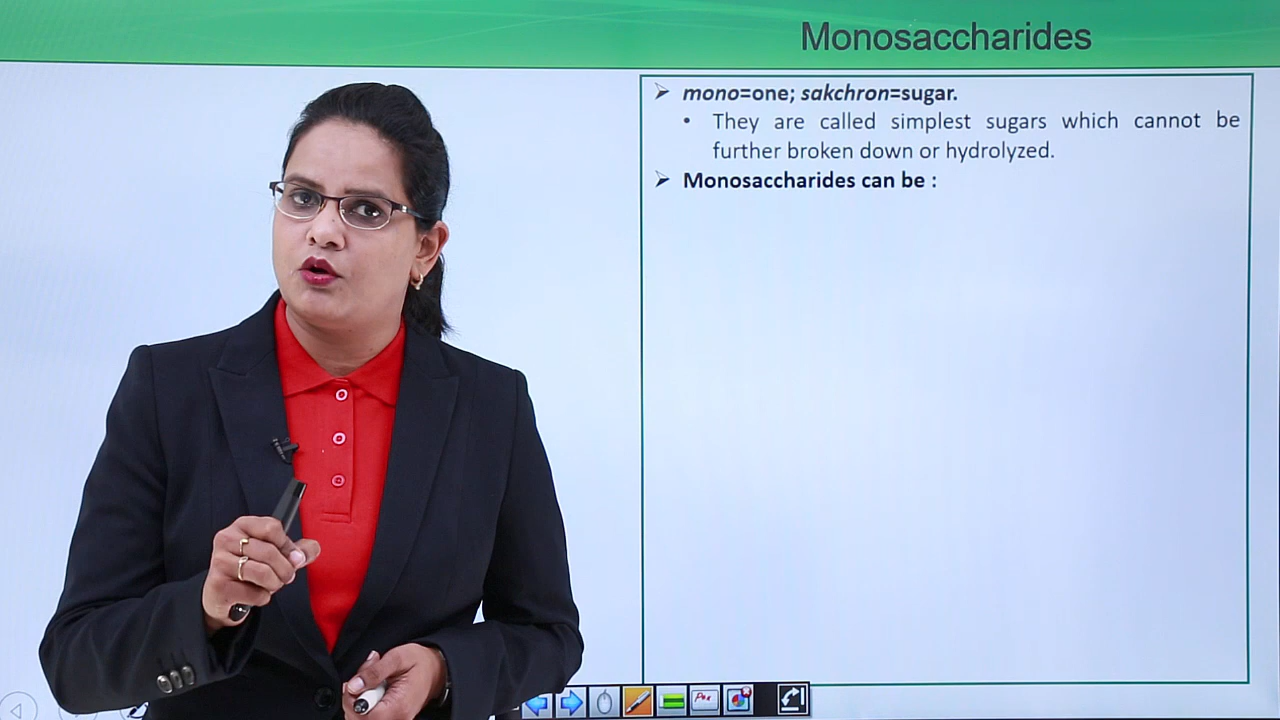 Monosaccharides
➢ mono=one; sakchron=sugar.
• They are called simplest sugars which cannot be
further broken down or hydrolyzed.
➢ Monosaccharides can be :